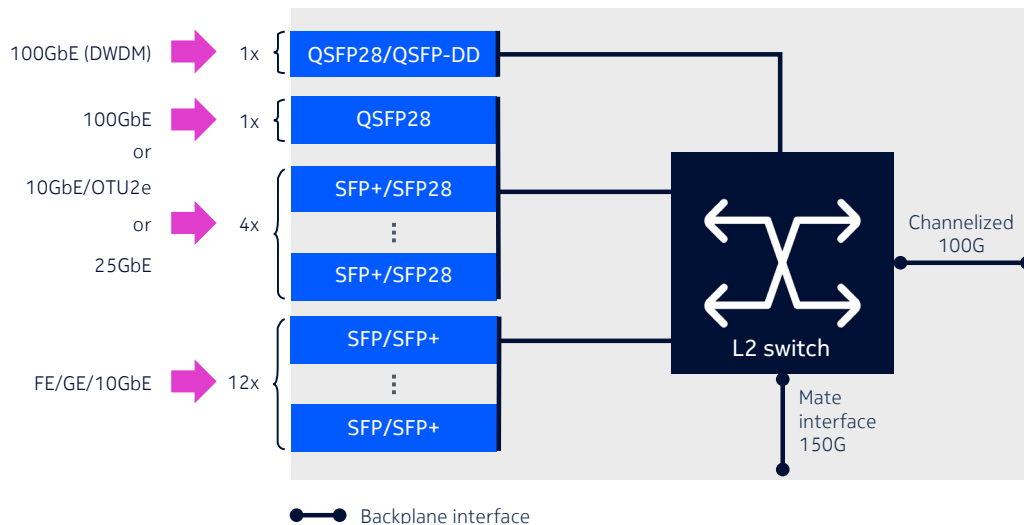 100GbE (DWDM)
1x
QSFP28/QSFP-DD
100GbE
1x
QSFP28
or
10GbE/OTU2e
or
25GbE
4x
SFP+/SFP28
SFP+/SFP28
FE/GE/10GbE
12x
SFP/SFP+
SFP/SFP+
L2 switch
Channelized
100G
Mate
interface
150G
Backplane interface